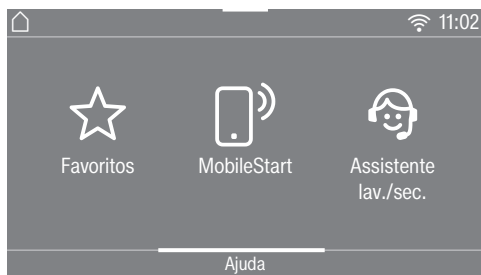 11:02
Favoritos
MobileStart
Assistente
lav./sec.
Ajuda